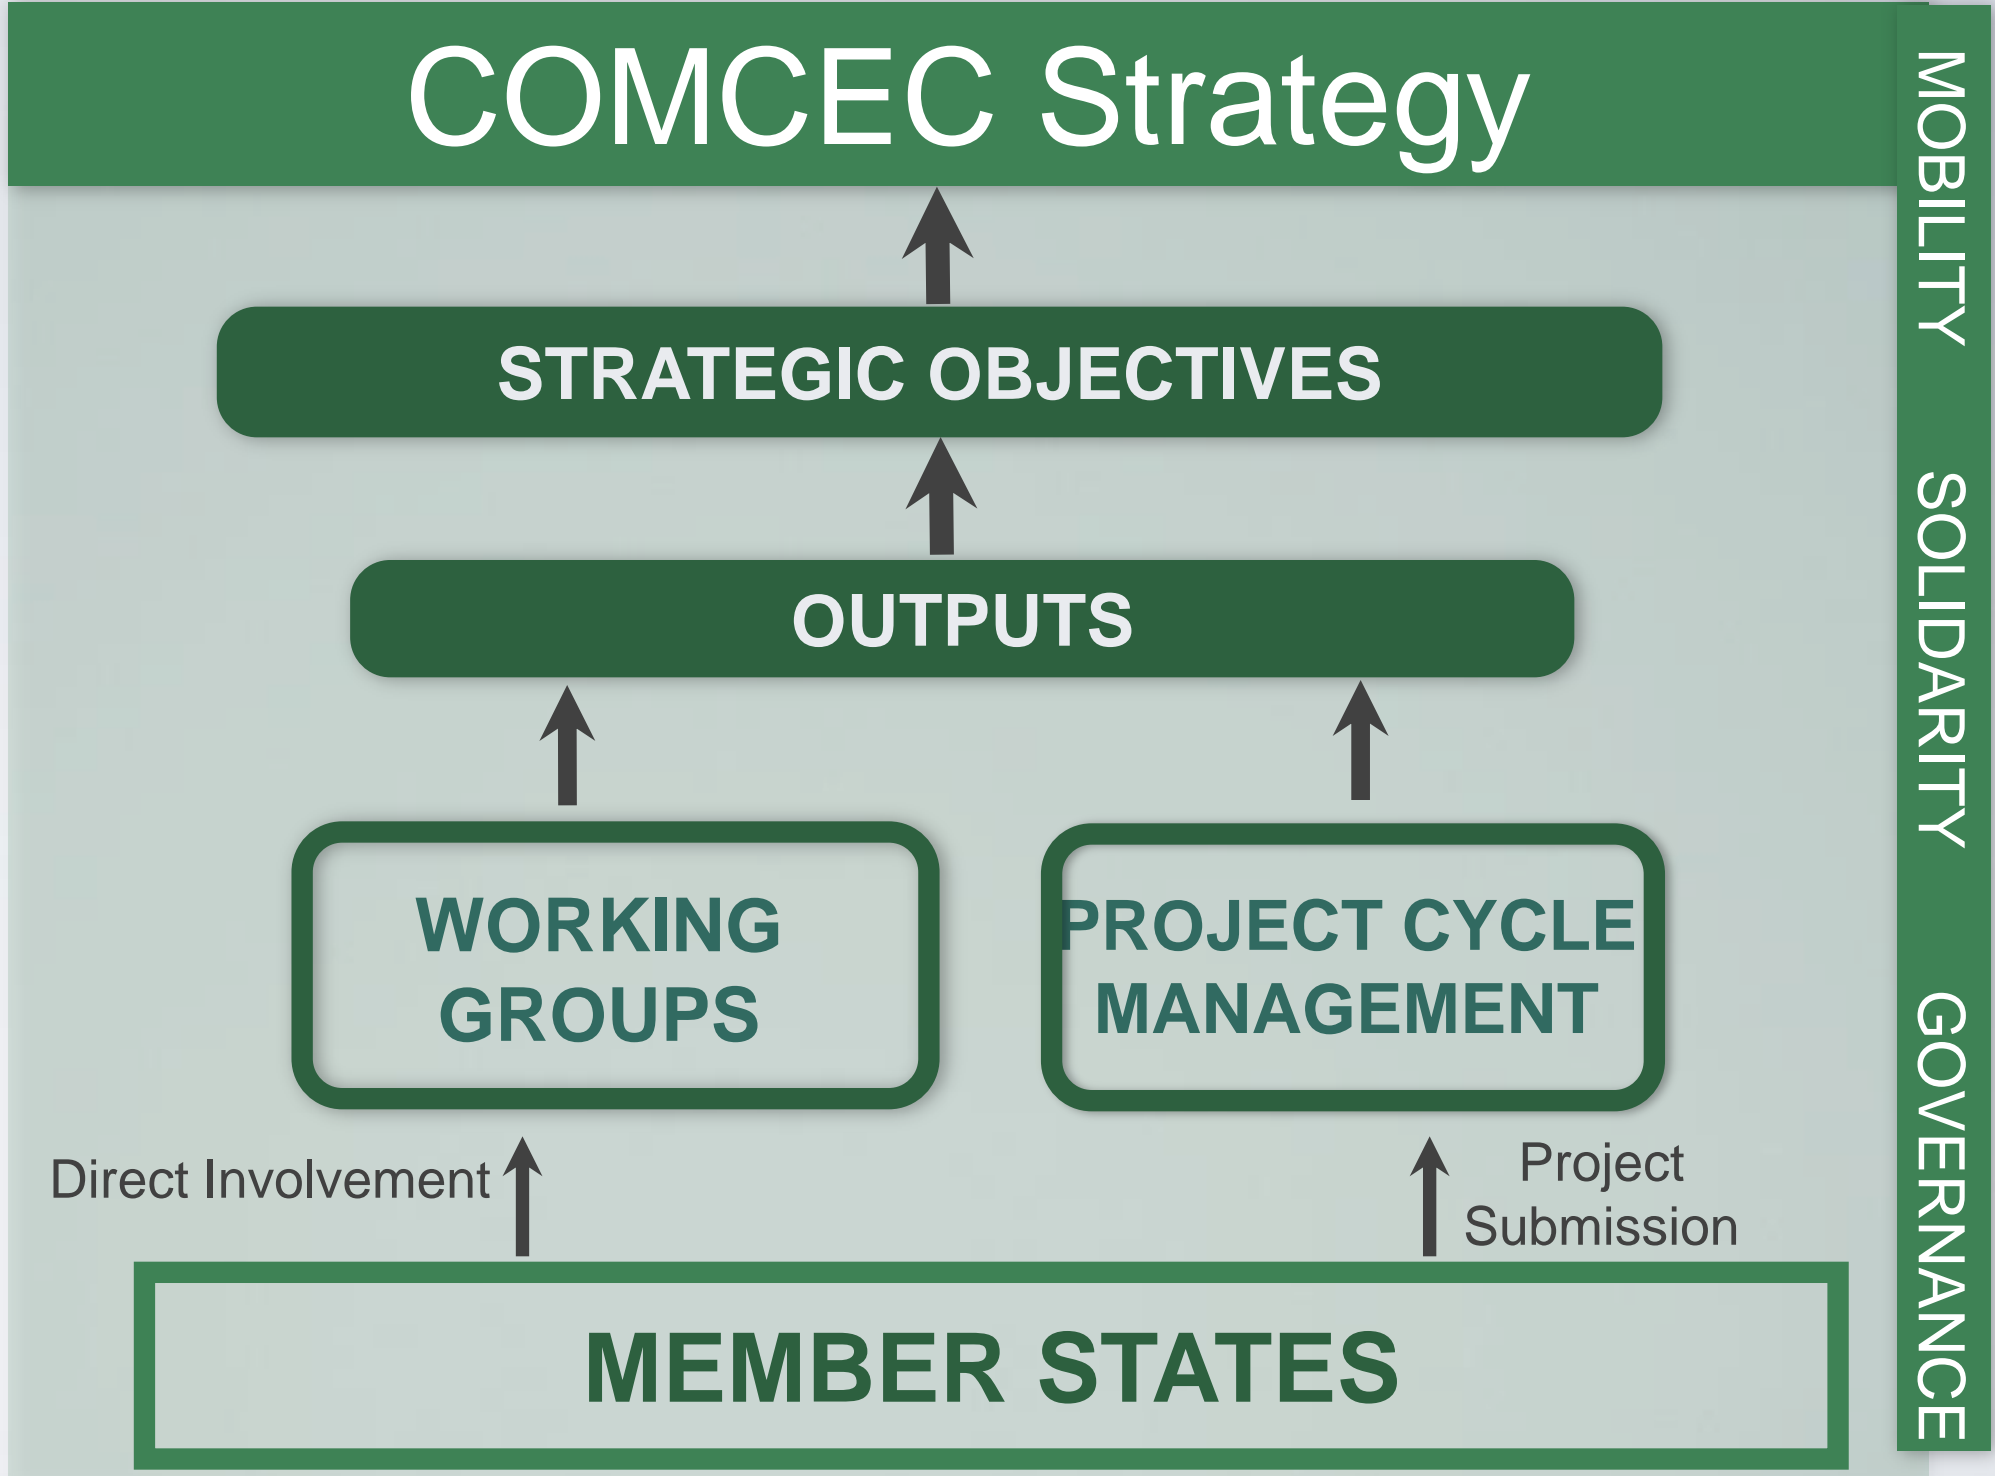 COMCEC Strategy
STRATEGIC OBJECTIVES
OUTPUTS
WORKING
GROUPS
PROJECT CYCLE
MANAGEMENT
Direct Involvement
Project
Submission
MEMBER STATES
MOBILITY SOLIDARITY GOVERNANCE